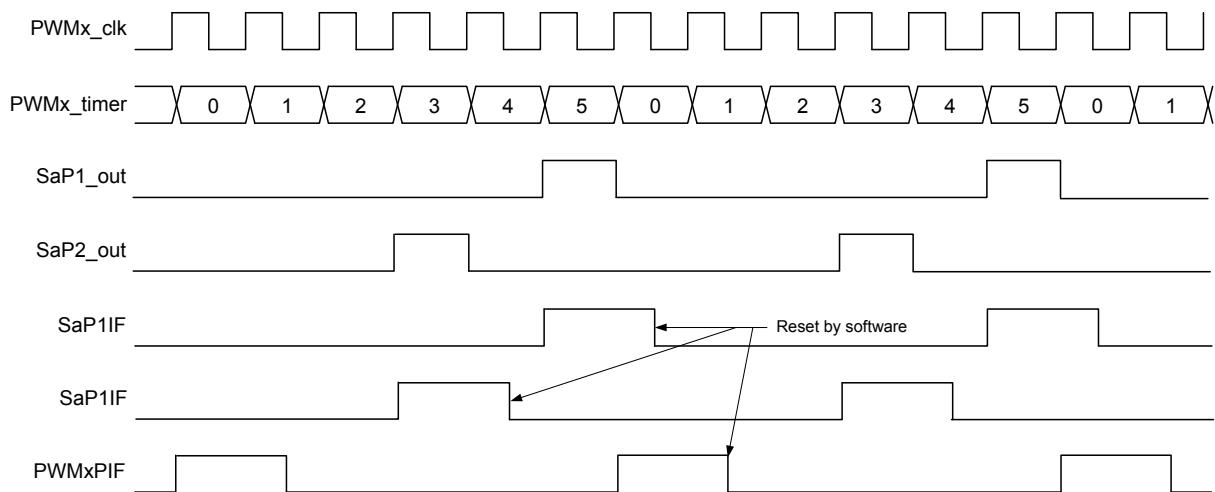 PWMx_clk
PWMx_timer 0 1 2 3 4 5 0 1 2 3 4 5 0 1
SaP1_out
SaP2_out
SaP1IF Reset by software
SaP1IF
PWMxPIF